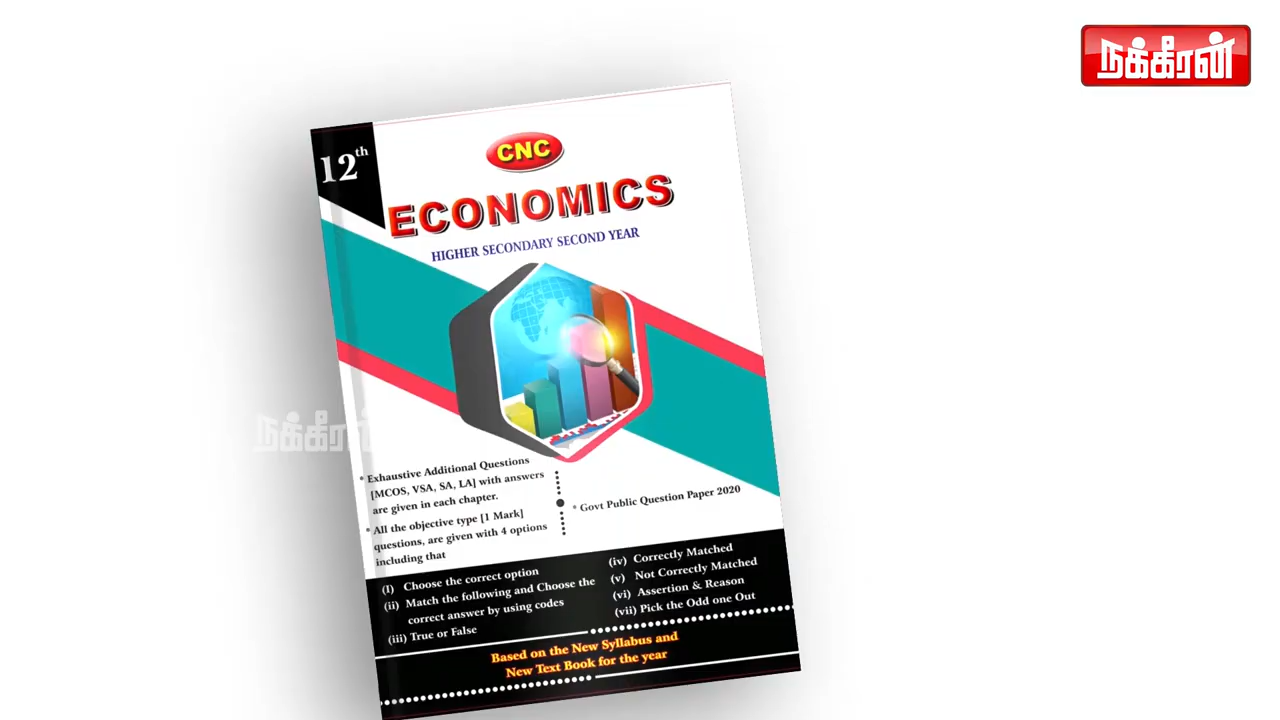 நக்கீரன்
12th
CNC
ECONOMICS
HIGHER SECONDARY SECOND YEAR
நக்கீரன்
* Exhaustive Additional Questions
[MCOS, VSA, SA, LA] with answers
are given in each chapter.
* All the objective type [1 Mark]
questions, are given with 4 options
including that
* Govt Public Question Paper 2020
(I) Choose the correct option
(ii) Match the following and Choose the
correct answer by using codes
(iii) True or False
(iv) Correctly Matched
(v) Not Correctly Matched
(vi) Assertion & Reason
(vii) Pick the Odd one Out
Based on the New Syllabus and
New Text Book for the year